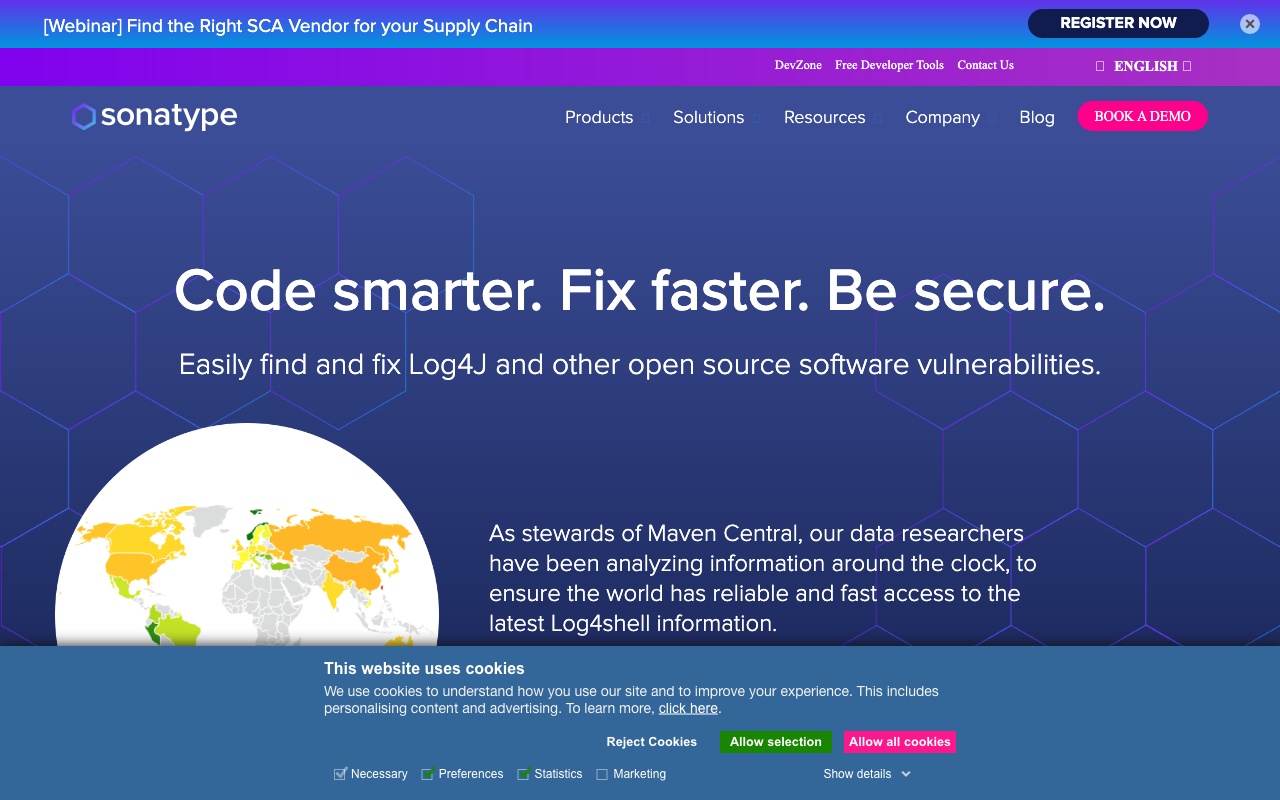 [Webinar] Find the Right SCA Vendor for your Supply Chain
REGISTER NOW
DevZone Free Developer Tools Contact Us
ENGLISH
sonatype
Products Solutions Resources Company Blog
BOOK A DEMO
Code smarter. Fix faster. Be secure.
Easily find and fix Log4J and other open source software vulnerabilities.
As stewards of Maven Central, our data researchers
have been analyzing information around the clock, to
ensure the world has reliable and fast access to the
latest Log4shell information.
This website uses cookies
We use cookies to understand how you use our site and to improve your experience. This includes
personalising content and advertising. To learn more, click here.
Reject Cookies Allow selection Allow all cookies
Necessary Preferences Statistics Marketing Show details